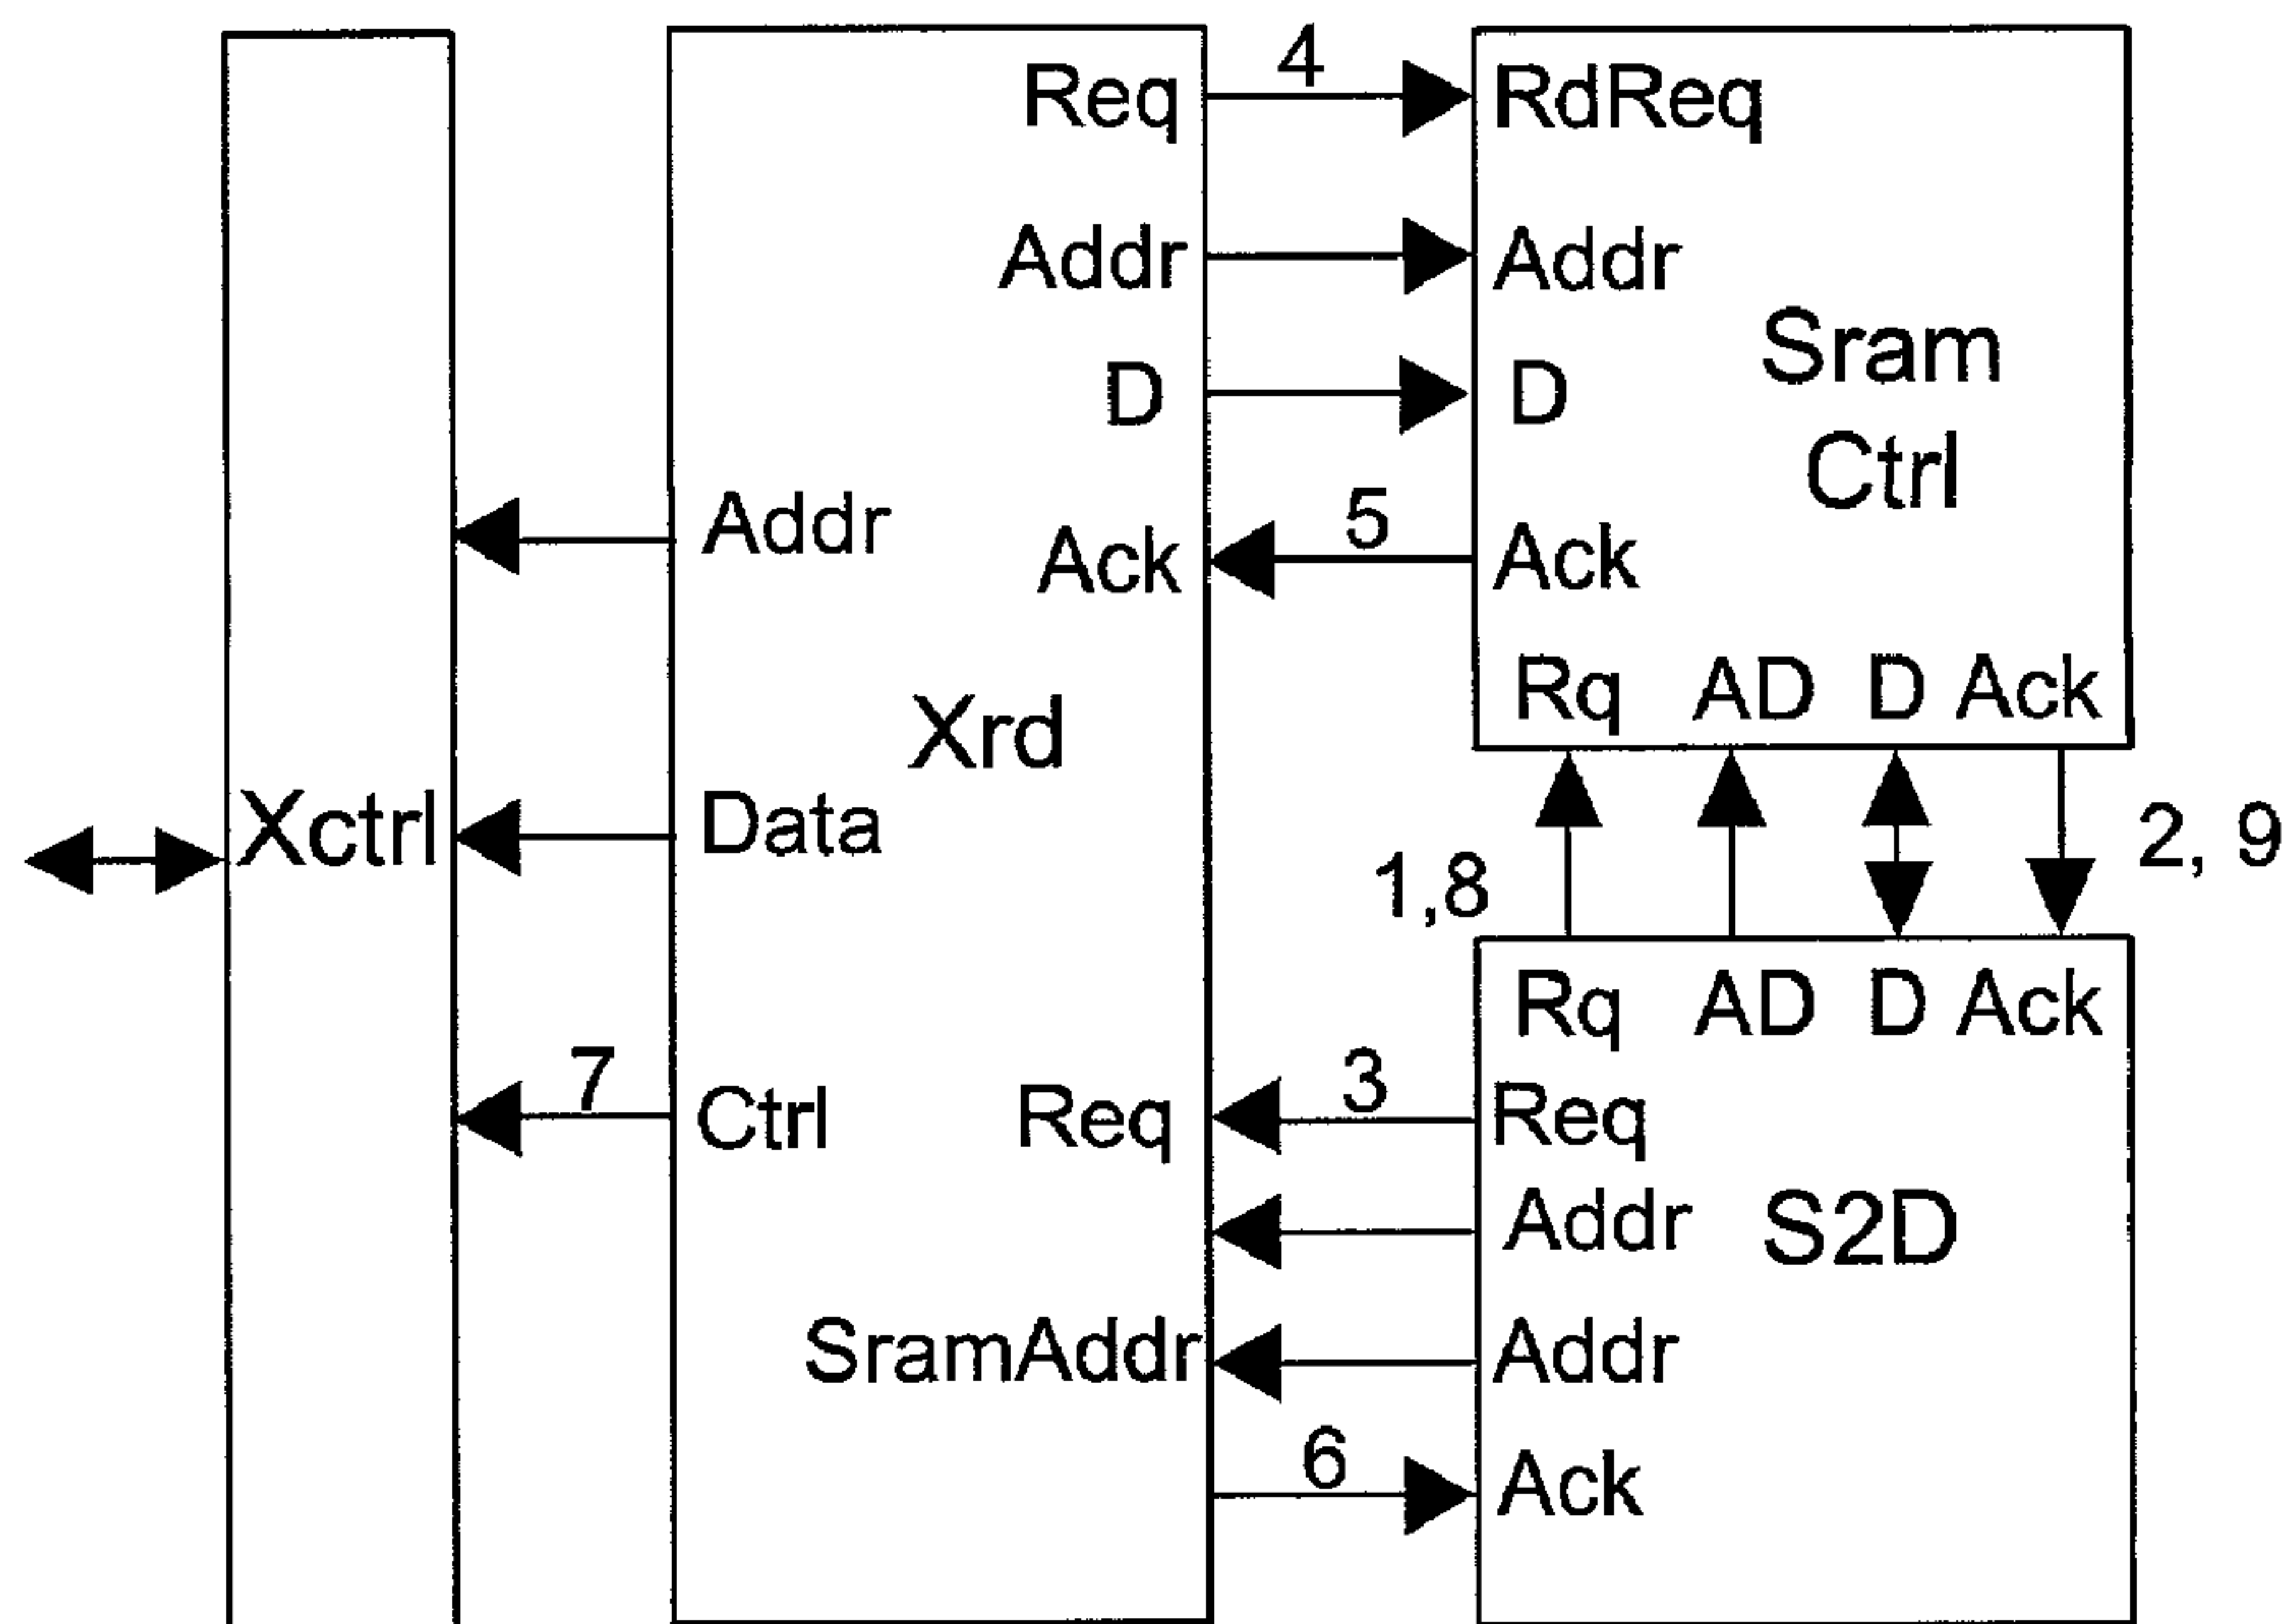 4
Req
RdReq
Addr
Addr
D
D
Sram
Ctrl
Addr
5
Ack
Ack
Rq AD D Ack
Xrd
Xctrl
Data
1,8
2, 9
Rq AD D Ack
7
Ctrl
3
Req
Req
Addr
S2D
SramAddr
Addr
6
Ack